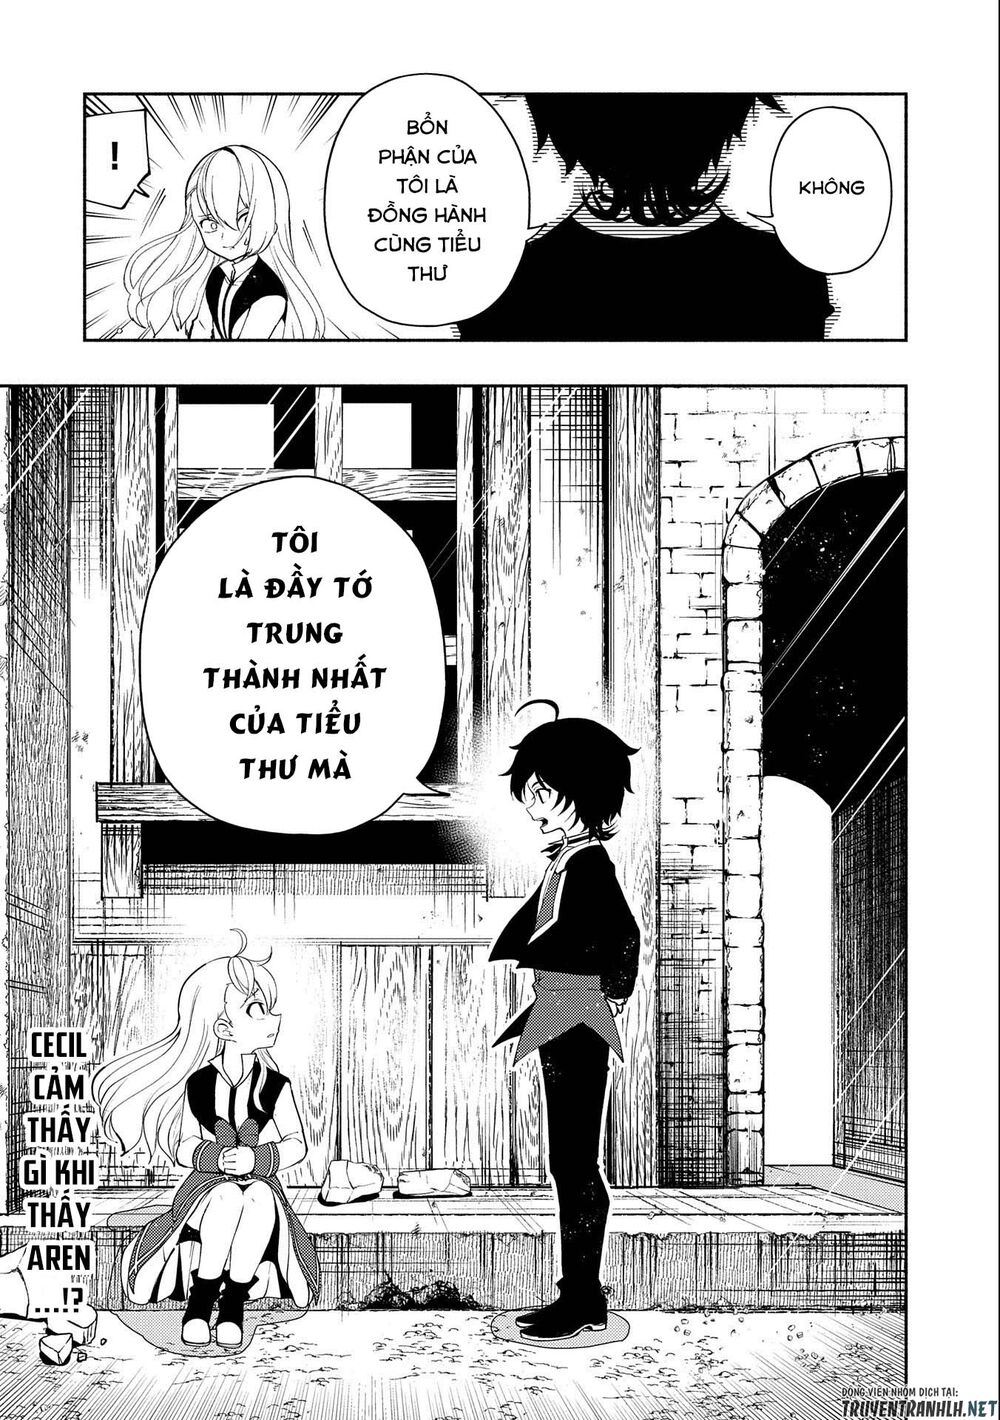 KHÔNG
BỔN
PHẬN CỦA
TÔI LÀ
ĐỒNG HÀNH
CÙNG TIỂU
THƯ
!
TÔI
LÀ ĐẦY TỚ
TRUNG
THÀNH NHẤT
CỦA TIỂU
THƯ MÀ
CECIL
CẢM
THẤY
GÌ KHI
THẤY
AREN
...!?
ĐỘNG VIÊN NHÓM DỊCH TẠI:
TRUYENTRANHLH.NET